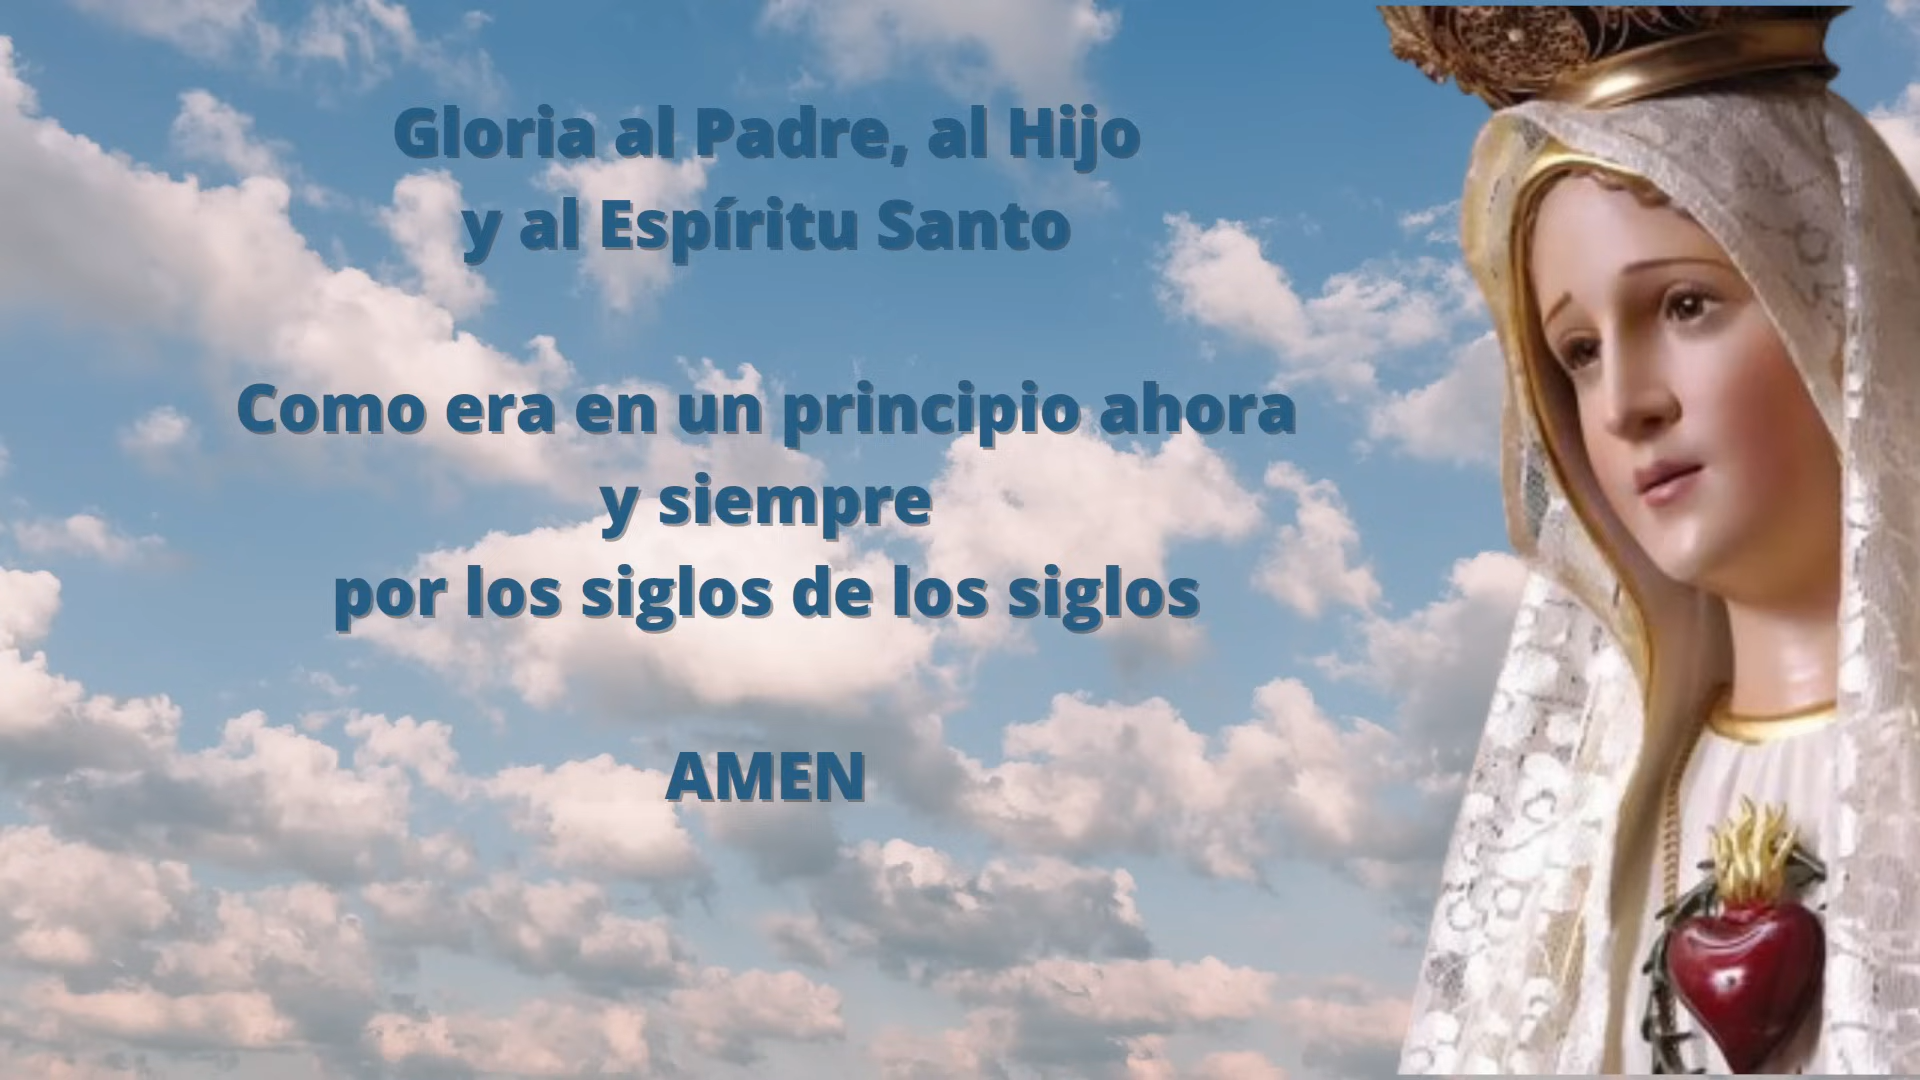 Gloria al Padre, al Hijo
y al Espíritu Santo
Como era en un principio ahora
y siempre
por los siglos de los siglos
AMEN